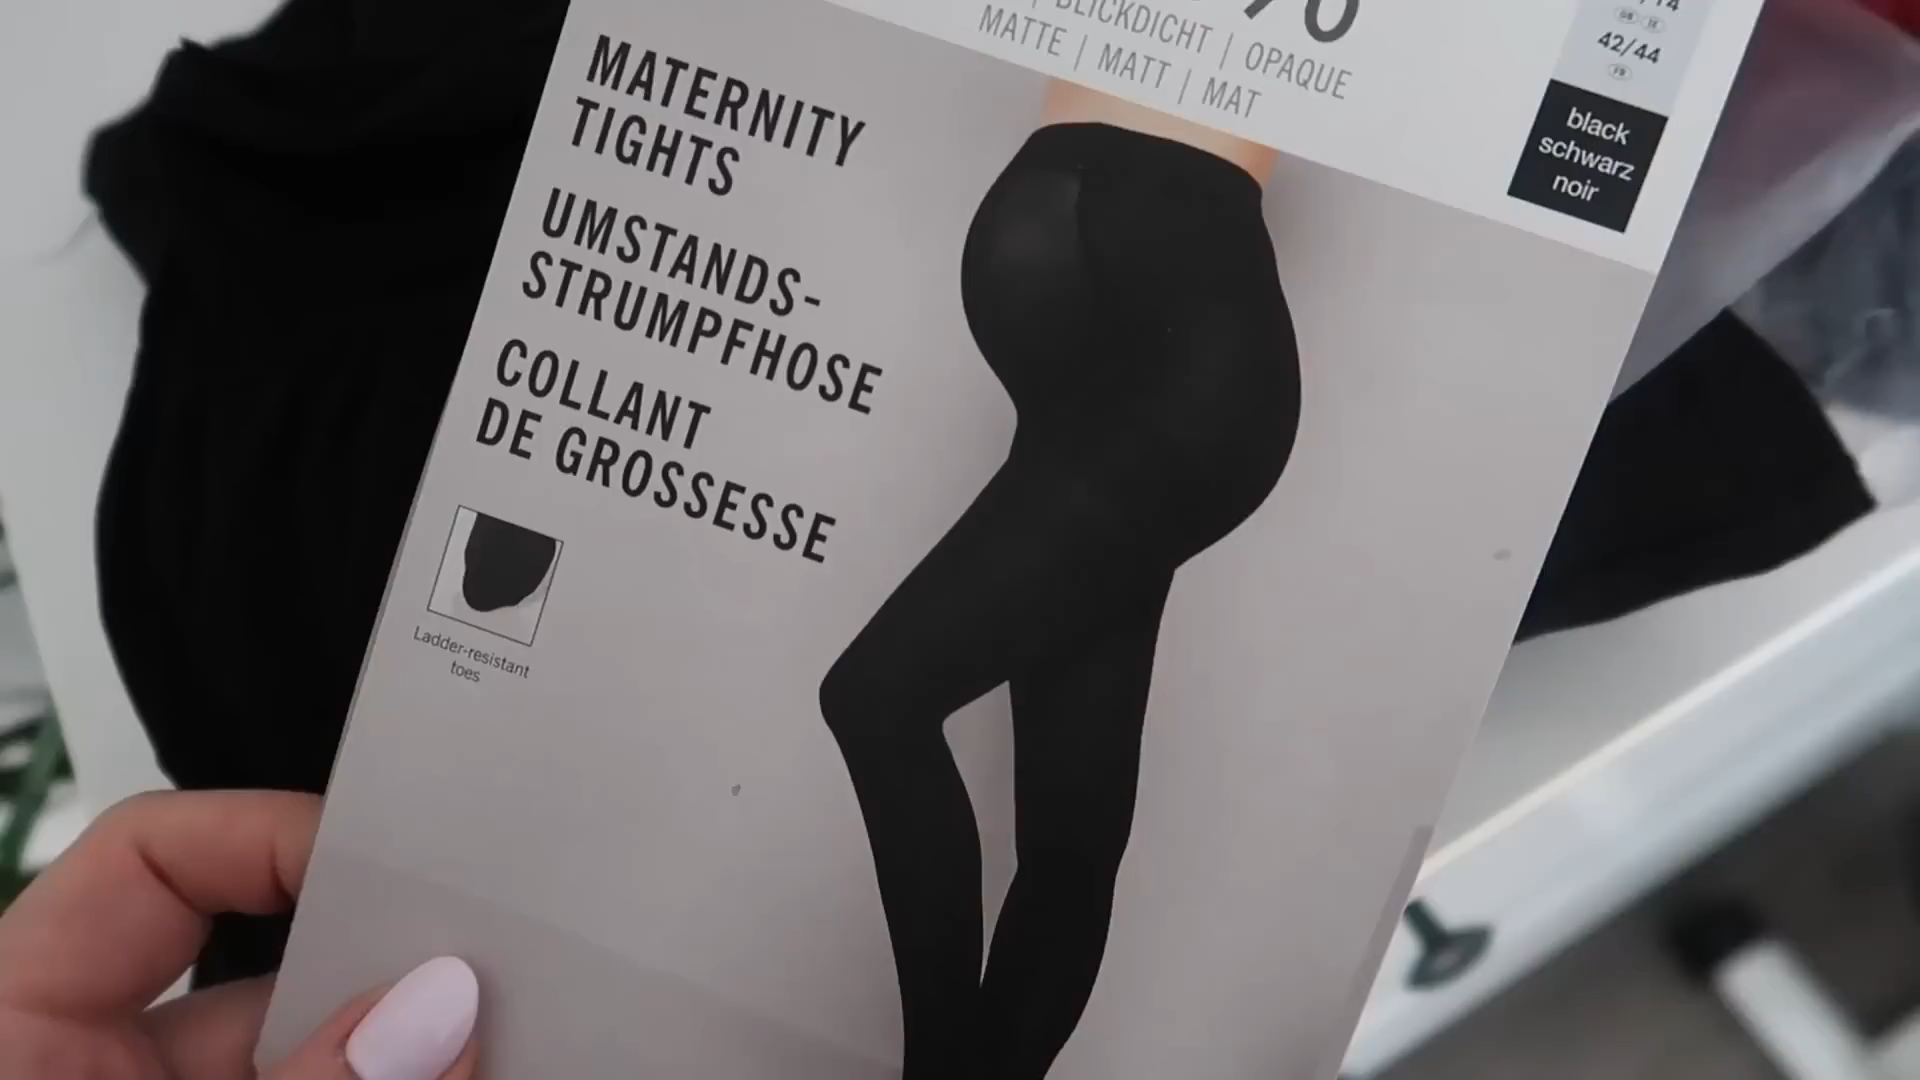 BLICKDICHT | OPAQUE
MATTE | MATT | MAT
42/44
FR
black
schwarz
noir
MATERNITY
TIGHTS
UMSTANDS-
STRUMPFHOSE
COLLANT
DE GROSSESSE
Ladder-resistant
toes